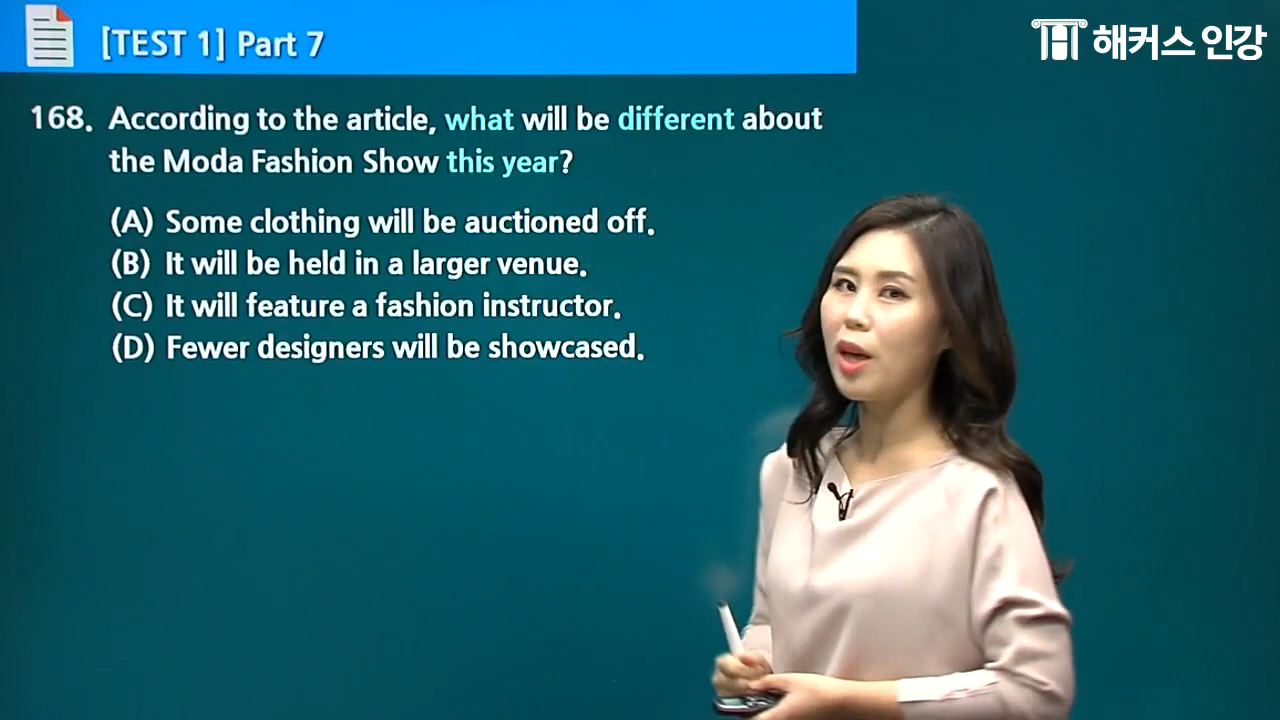 [TEST 1] Part 7
해커스 인강
168. According to the article, what will be different about
the Moda Fashion Show this year?
(A) Some clothing will be auctioned off.
(B) It will be held in a larger venue.
(C) It will feature a fashion instructor.
(D) Fewer designers will be showcased.